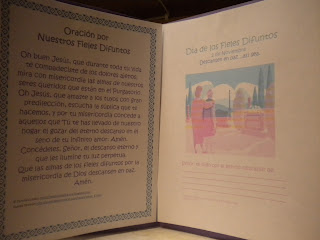 Oración por
Nuestros Fieles Difuntos
Oh buen Jesús, que durante toda tu vida
te compadeciste de los dolores ajenos,
mira con misericordia las almas de nuestros
seres queridos que están en el Purgatorio.
Oh Jesús, que amaste a los tuyos con gran
predilección, escucha la súplica que te
hacemos, y por tu misericordia concede a
aquellos que Tú te has llevado de nuestro
hogar el gozar del eterno descanso en el
seno de tu infinito amor. Amén.
Concédeles, Señor, el descanso eterno y
que les ilumine tu luz perpetua.
Que las almas de los fieles difuntos por la
misericordia de Dios descansen en paz.
Amén.
Día de los Fieles Difuntos
2 de Noviembre
Descansen en paz